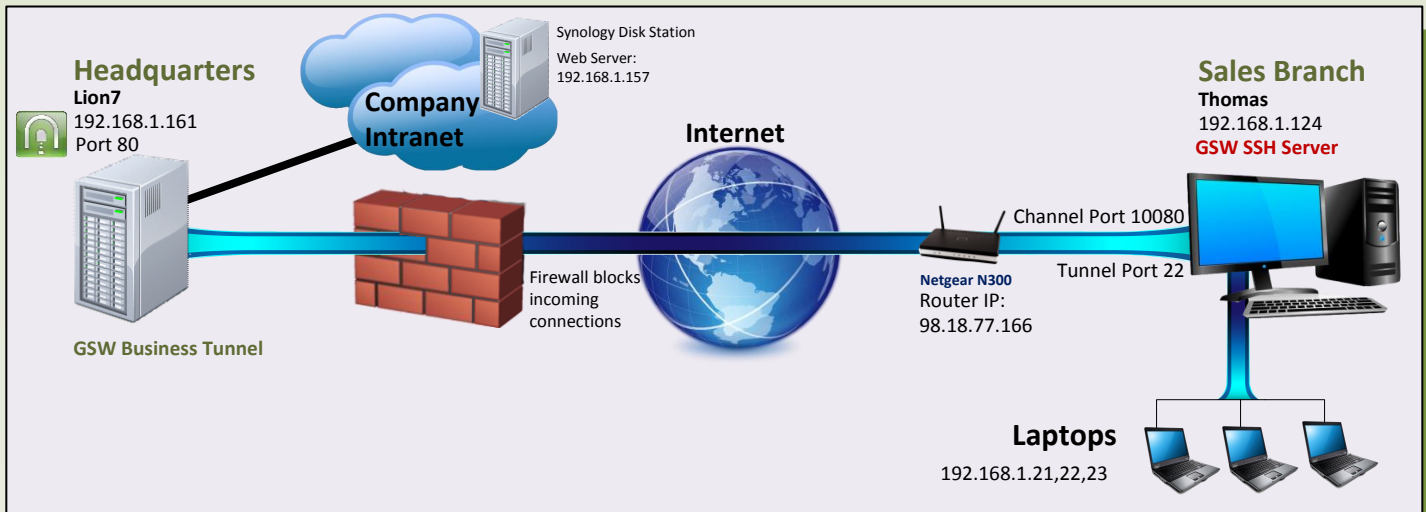 Synology Disk Station
Web Server:
192.168.1.157
Headquarters
Lion7
192.168.1.161
Port 80
Company
Intranet
Internet
Sales Branch
Thomas
192.168.1.124
GSW SSH Server
Channel Port 10080
Tunnel Port 22
Firewall blocks
incoming
connections
Netgear N300
Router IP:
98.18.77.166
GSW Business Tunnel
Laptops
192.168.1.21,22,23